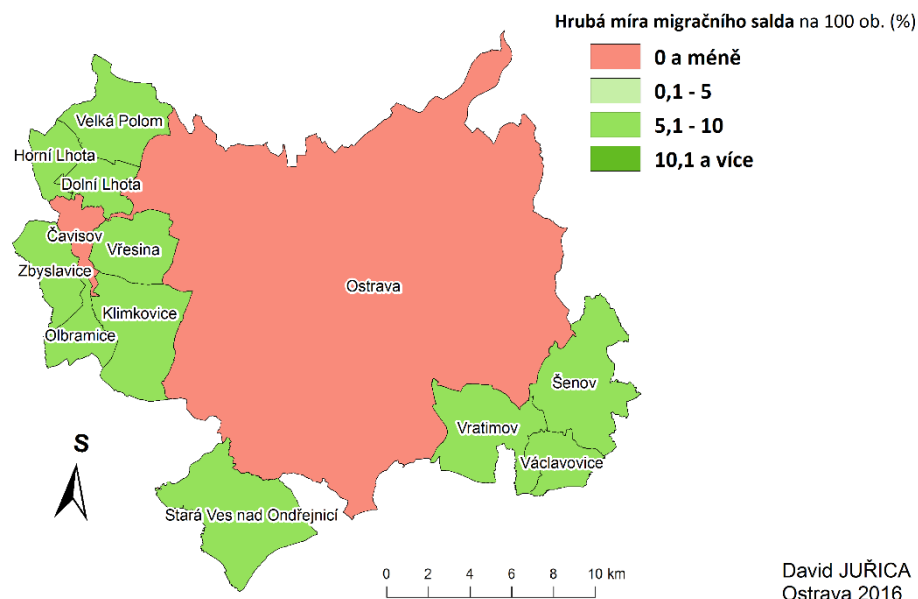 Hrubá míra migračního salda na 100 ob. (%)
0 a méně
0,1 - 5
5,1 - 10
10,1 a více
Velká Polom
Horní Lhota
Dolní Lhota
Čavisov
Vřesina
Zbyslavice
Klimkovice
Olbramice
Ostrava
Šenov
Vratimov
Václavovice
Stará Ves nad Ondřejnicí
S
0 2 4 6 8 10 km
David JUŘICA
Ostrava 2016